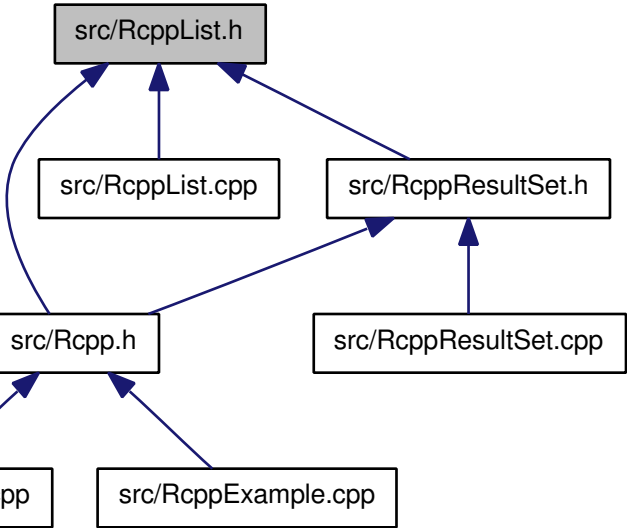 src/RcppList.h
src/RcppList.cpp
src/RcppResultSet.h
src/Rcpp.h
src/RcppResultSet.cpp
pp
src/RcppExample.cpp